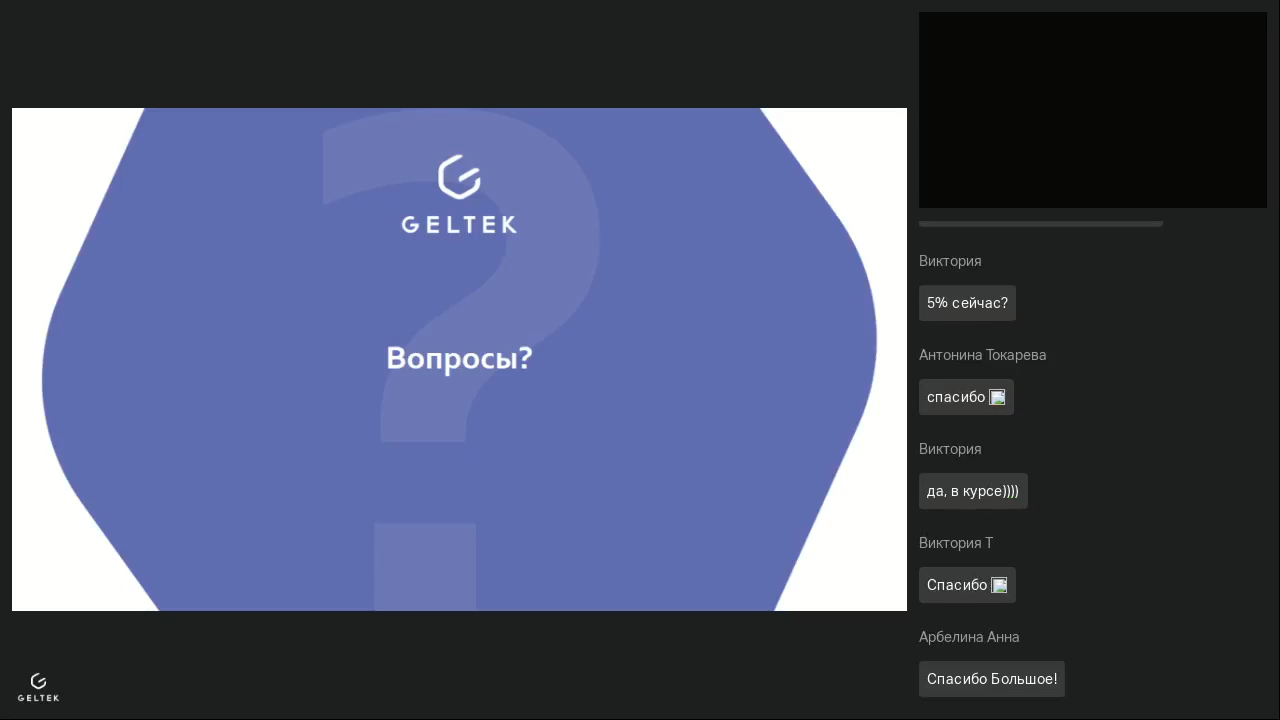 GELTEK
Вопросы?
GELTEK
Виктория
5% сейчас?
Антонина Токарева
спасибо
Виктория
да, в курсе))))
Виктория Т
Спасибо
Арбелина Анна
Спасибо Большое!